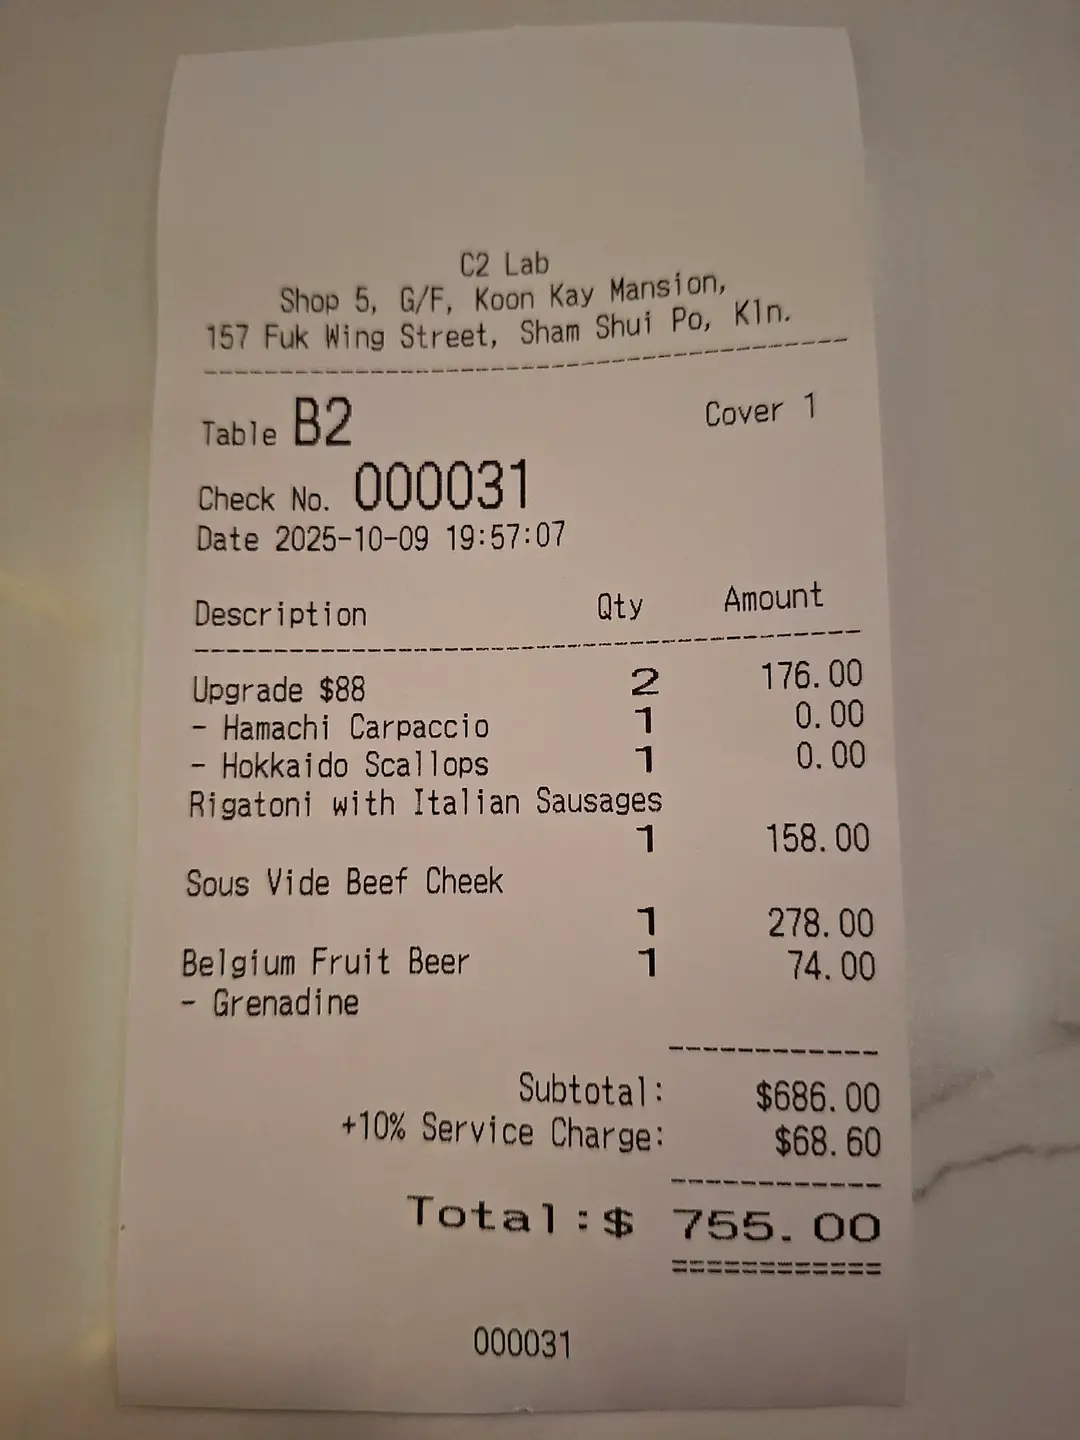 C2 Lab
Shop 5, G/F, Koon Kay Mansion,
157 Fuk Wing Street, Sham Shui Po, Kln.
Table B2 Cover 1
Check No. 000031
Date 2025-10-09 19:57:07
Description Qty Amount
Upgrade $88 2 176.00
- Hamachi Carpaccio 1 0.00
- Hokkaido Scallops 1 0.00
Rigatoni with Italian Sausages
1 158.00
Sous Vide Beef Cheek
1 278.00
Belgium Fruit Beer 1 74.00
- Grenadine
Subtotal: $686.00
+10% Service Charge: $68.60
Total:$ 755.00
000031